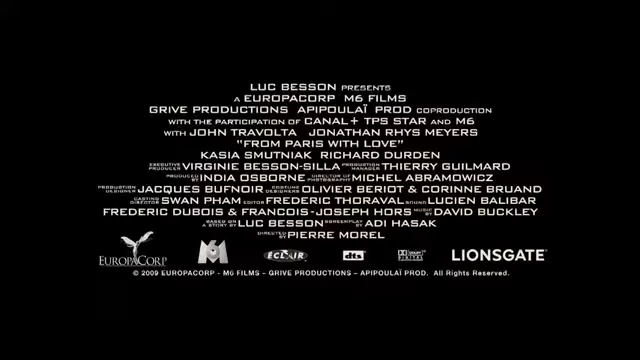 LUC BESSON PRESENTS
A EUROPACORP M6 FILMS
GRIVE PRODUCTIONS APIPOULAÏ PROD COPRODUCTION
WITH THE PARTICIPATION OF CANAL+ TPS STAR AND M6
WITH JOHN TRAVOLTA JONATHAN RHYS MEYERS
"FROM PARIS WITH LOVE"
KASIA SMUTNIAK RICHARD DURDEN
EXECUTIVE PRODUCER VIRGINIE BESSON-SILLA PRODUCTION MANAGER THIERRY GUILMARD
PRODUCED BY INDIA OSBORNE DIRECTOR OF PHOTOGRAPHY MICHEL ABRAMOWICZ
PRODUCTION DESIGNER JACQUES BUFNOIR COSTUME DESIGNERS OLIVIER BERIOT & CORINNE BRUAND
CASTING DIRECTOR SWAN PHAM EDITOR FREDERIC THORAVAL SOUND LUCIEN BALIBAR
FREDERIC DUBOIS & FRANCOIS-JOSEPH HORS MUSIC BY DAVID BUCKLEY
BASED ON A STORY BY LUC BESSON SCREENPLAY BY ADI HASAK
DIRECTED BY PIERRE MOREL
EUROPACORP M6 ECLAIR dts DOLBY DIGITAL LIONSGATE
© 2009 EUROPACORP - M6 FILMS - GRIVE PRODUCTIONS - APIPOULAÏ PROD. All Rights Reserved.